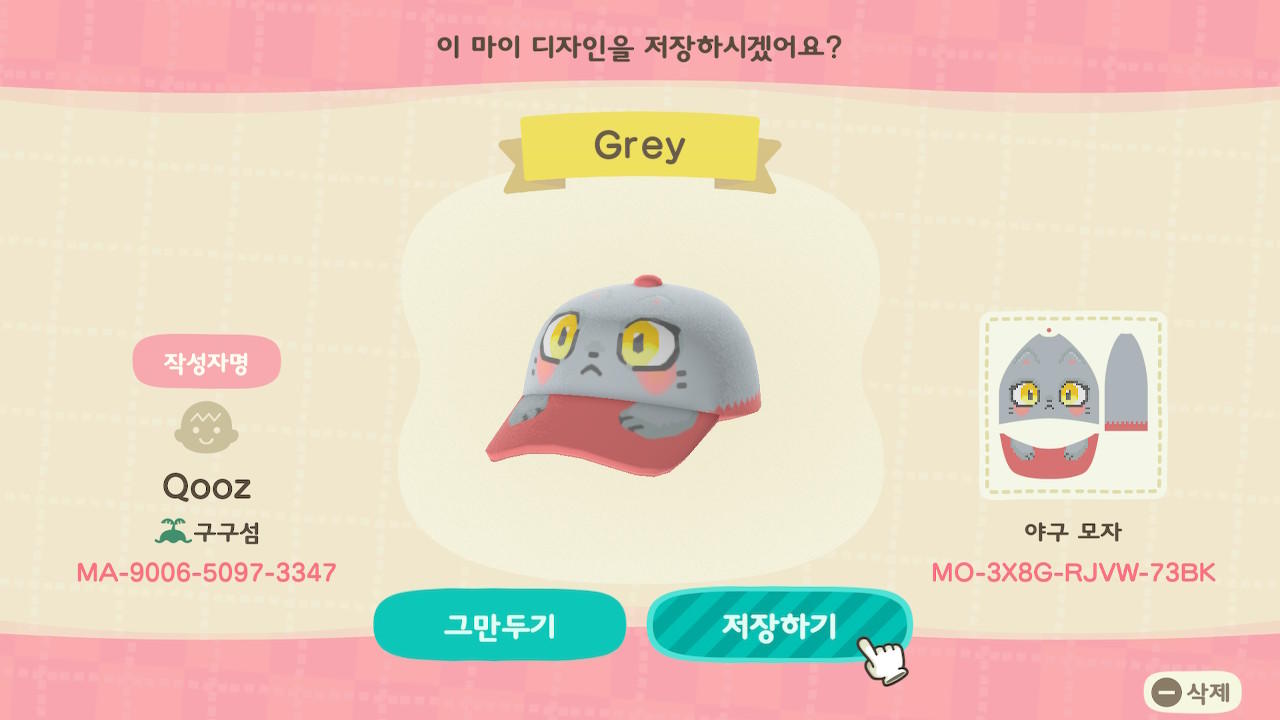 이 마이 디자인을 저장하시겠어요?
Grey
작성자명
Qooz
구구섬
MA-9006-5097-3347
야구 모자
MO-3X8G-RJVW-73BK
그만두기
저장하기
삭제